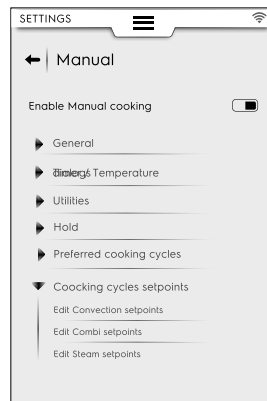 SETTINGS
Manual
Enable Manual cooking
General
Temperature
Utilities
Hold
Preferred cooking cycles
Coocking cycles setpoints
Edit Convection setpoints
Edit Combi setpoints
Edit Steam setpoints